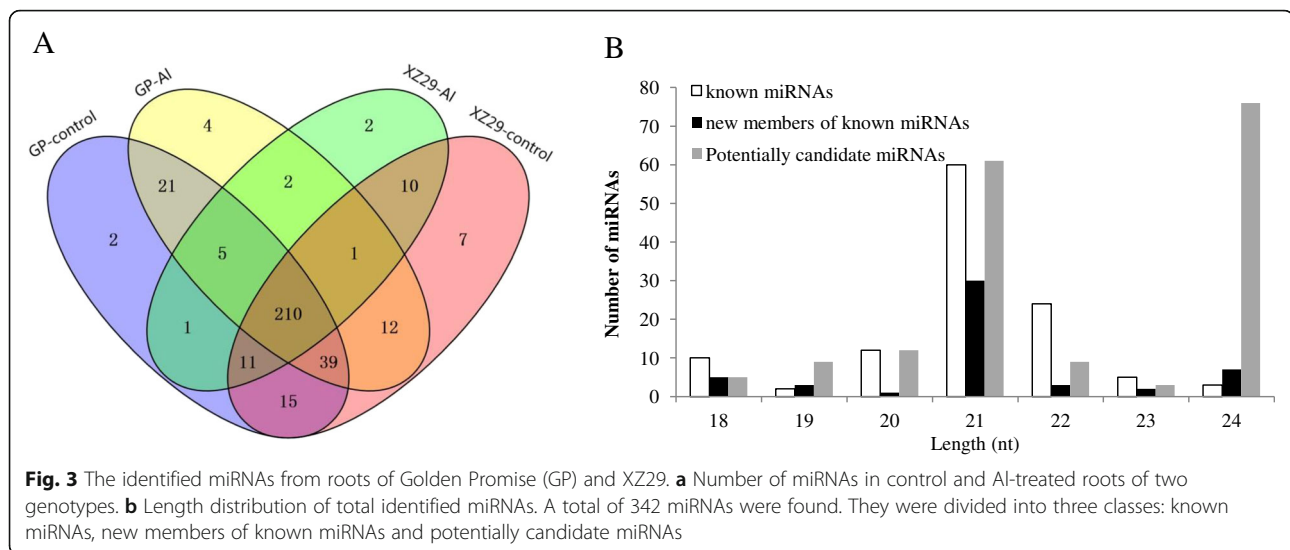 A
GP-control
GP-Al
XZ29-Al
XZ29-control
4
2
21
2
10
2
5
1
7
1
210
12
11
39
15
B
80
70
60
50
40
30
20
10
0
Number of miRNAs
known miRNAs
new members of known miRNAs
Potentially candidate miRNAs
18 19 20 21 22 23 24
Length (nt)
Fig. 3 The identified miRNAs from roots of Golden Promise (GP) and XZ29. a Number of miRNAs in control and Al-treated roots of two
genotypes. b Length distribution of total identified miRNAs. A total of 342 miRNAs were found. They were divided into three classes: known
miRNAs, new members of known miRNAs and potentially candidate miRNAs